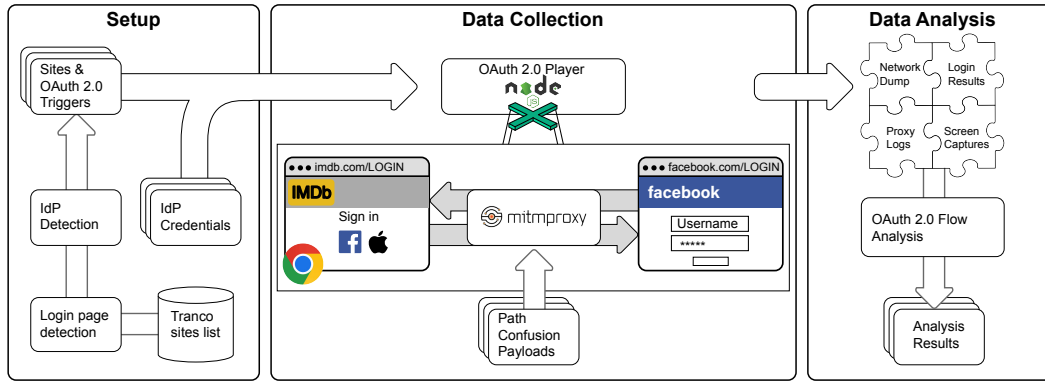 Setup
Sites &
OAuth 2.0
Triggers
IdP
Detection
IdP
Credentials
Login page
detection
Tranco
sites list
Data Collection
OAuth 2.0 Player
node
JS
imdb.com/LOGIN
IMDb
Sign in
mitmproxy
facebook.com/LOGIN
facebook
Username
*****
Path
Confusion
Payloads
Data Analysis
Network
Dump
Login
Results
Proxy
Logs
Screen
Captures
OAuth 2.0 Flow
Analysis
Analysis
Results